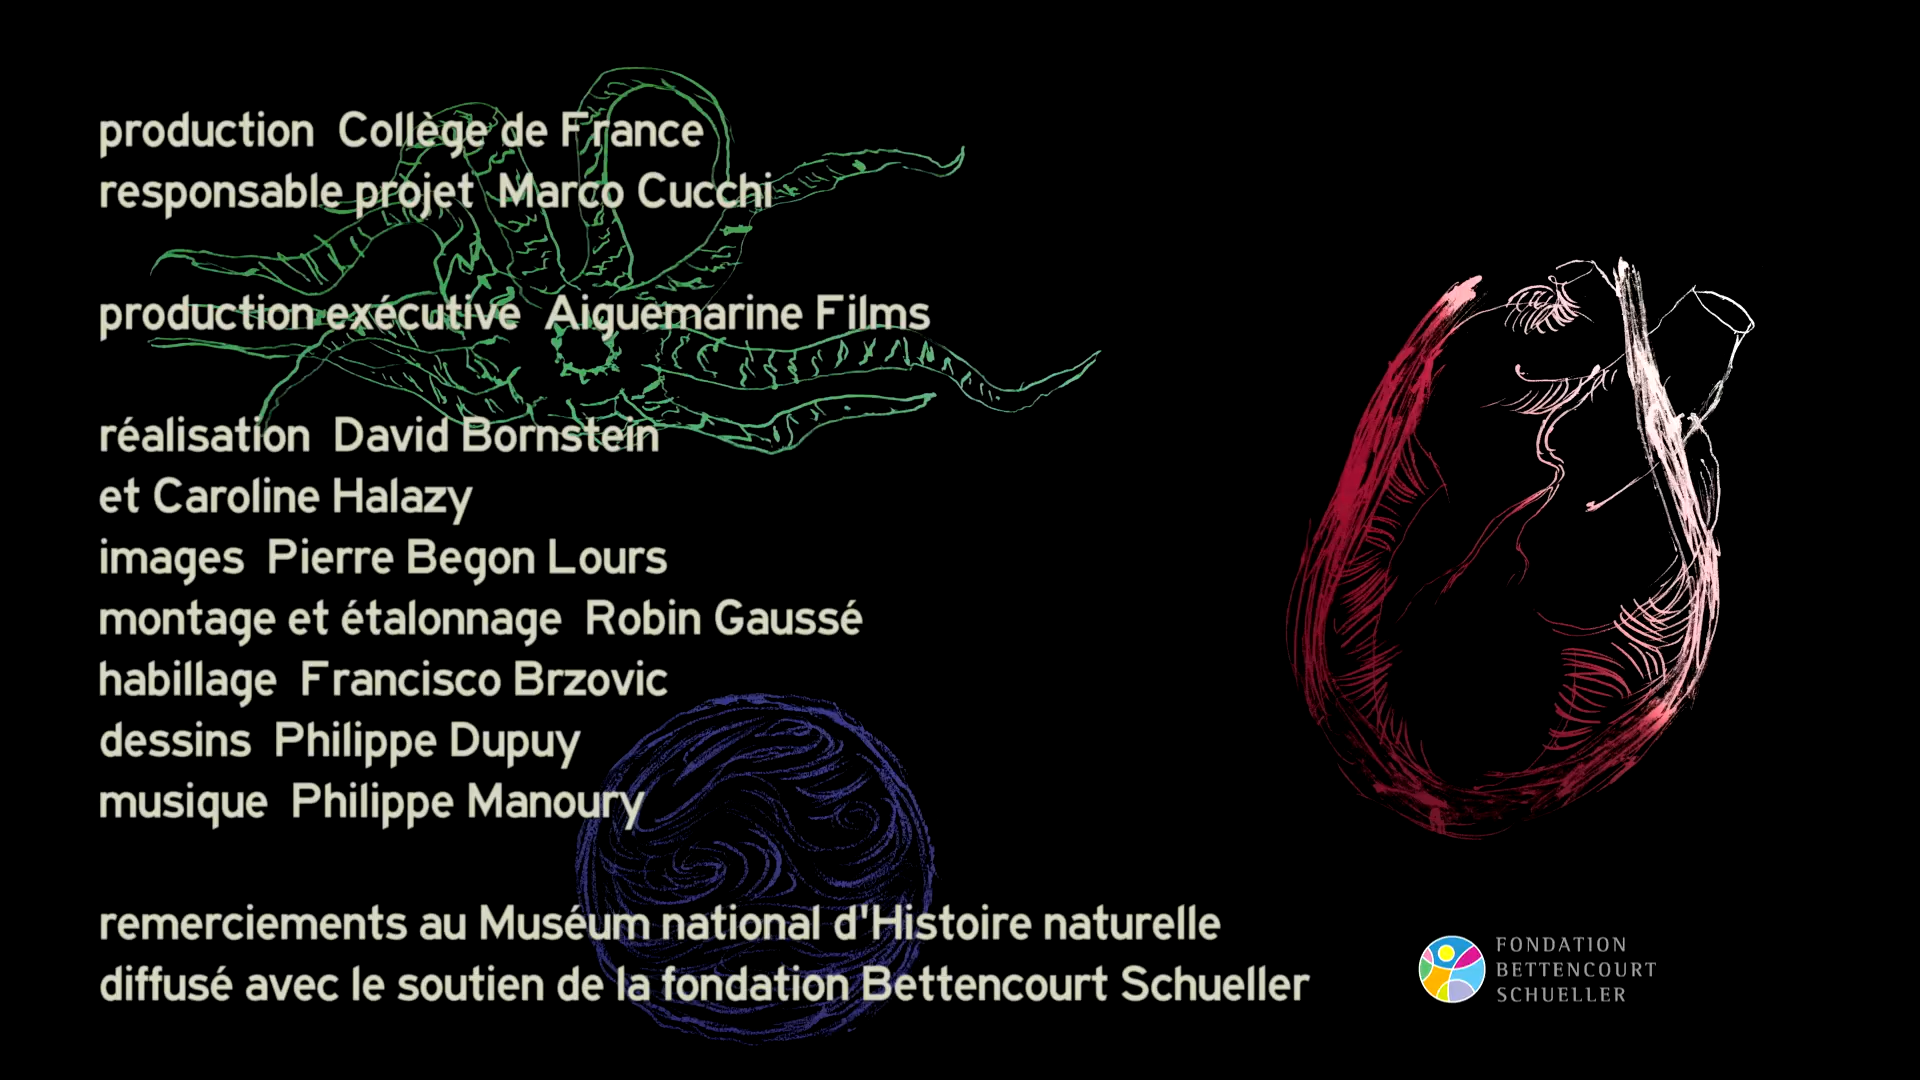 production Collège de France
responsable projet Marco Cucchi
production exécutive Aiguemarine Films
réalisation David Bornstein
et Caroline Halazy
images Pierre Begon Lours
montage et étalonnage Robin Gaussé
habillage Francisco Brzovic
dessins Philippe Dupuy
musique Philippe Manoury
remerciements au Muséum national d'Histoire naturelle
diffusé avec le soutien de la fondation Bettencourt Schueller
FONDATION
BETTENCOURT
SCHUELLER